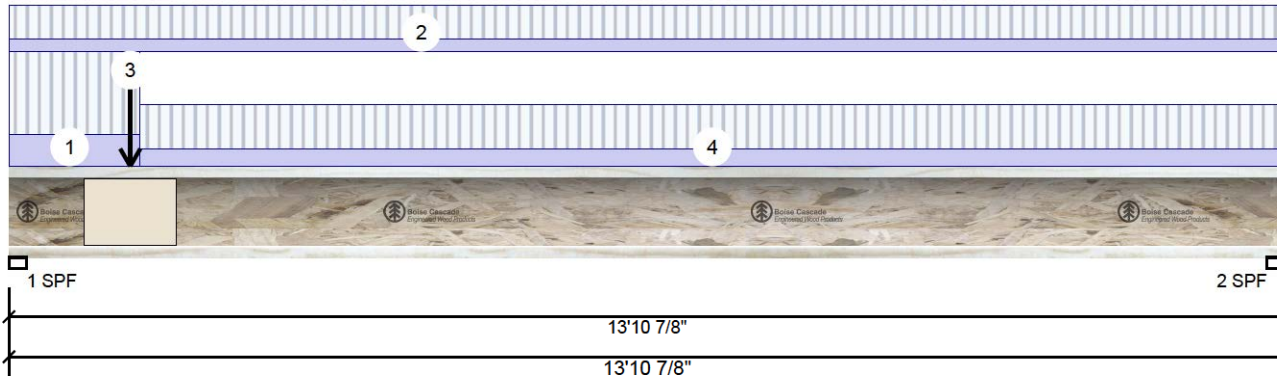 2
3
1
4
Boise Cascade
Engineered Wood Products
Boise Cascade
Engineered Wood Products
Boise Cascade
Engineered Wood Products
1 SPF
2 SPF
13'10 7/8"
13'10 7/8"